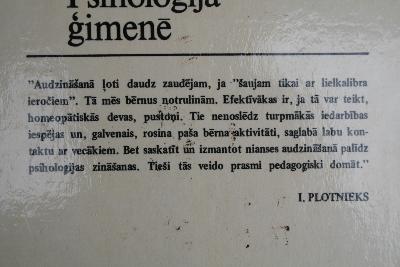 Psiholoģija
ģimenē
"Audzināšanā ļoti daudz zaudējam, ja "šaujam tikai ar lielkalibra
ieročiem". Tā mēs bērnus notrulinām. Efektīvākas ir, ja tā var teikt,
homeopātiskās devas, pustoņi. Tie nenoslēdz turpmākās iedarbības
iespējas un, galvenais, rosina paša bērna aktivitāti, saglabā labu kon-
taktu ar vecākiem. Bet saskatīt un izmantot nianses audzināšanā palīdz
psiholoģijas zināšanas. Tieši tās veido prasmi pedagoģiski domāt."
I. PLOTNIEKS